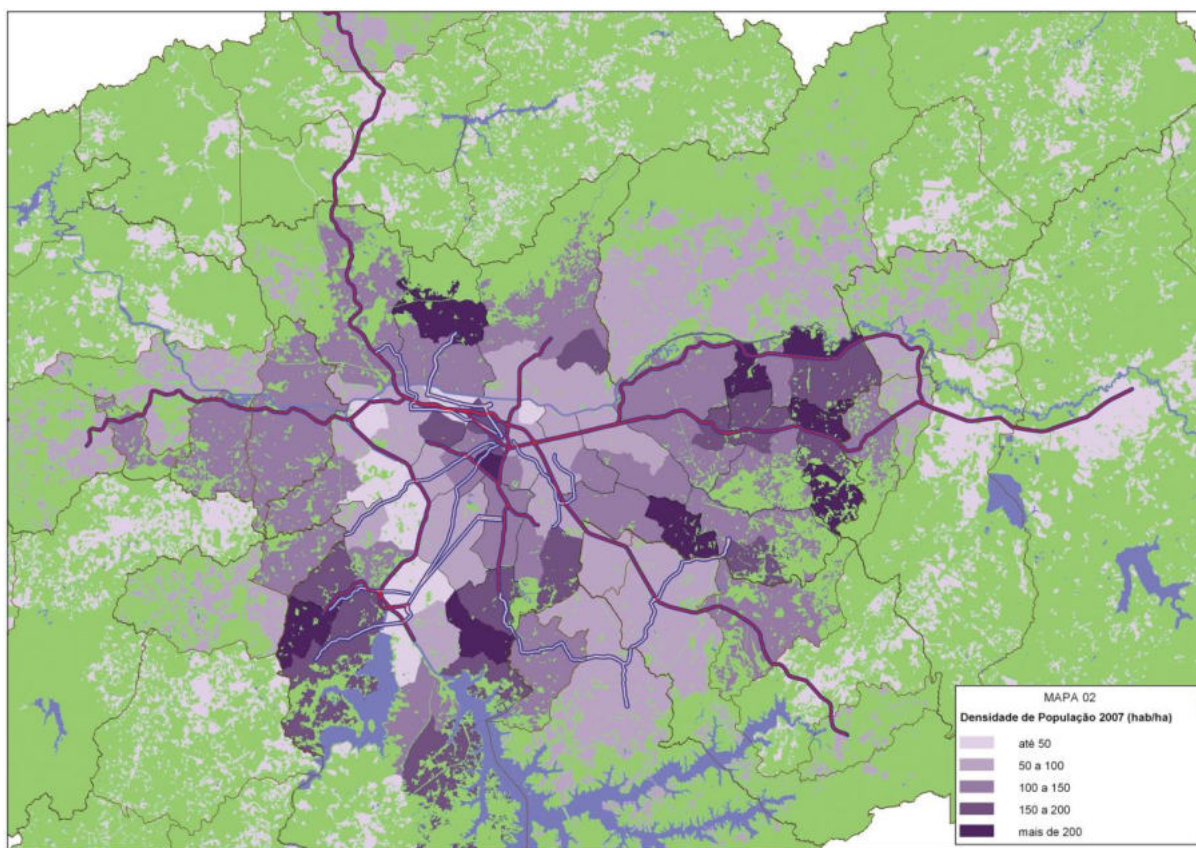 MAPA 02
Densidade de População 2007 (hab/ha)
até 50
50 a 100
100 a 150
150 a 200
mais de 200